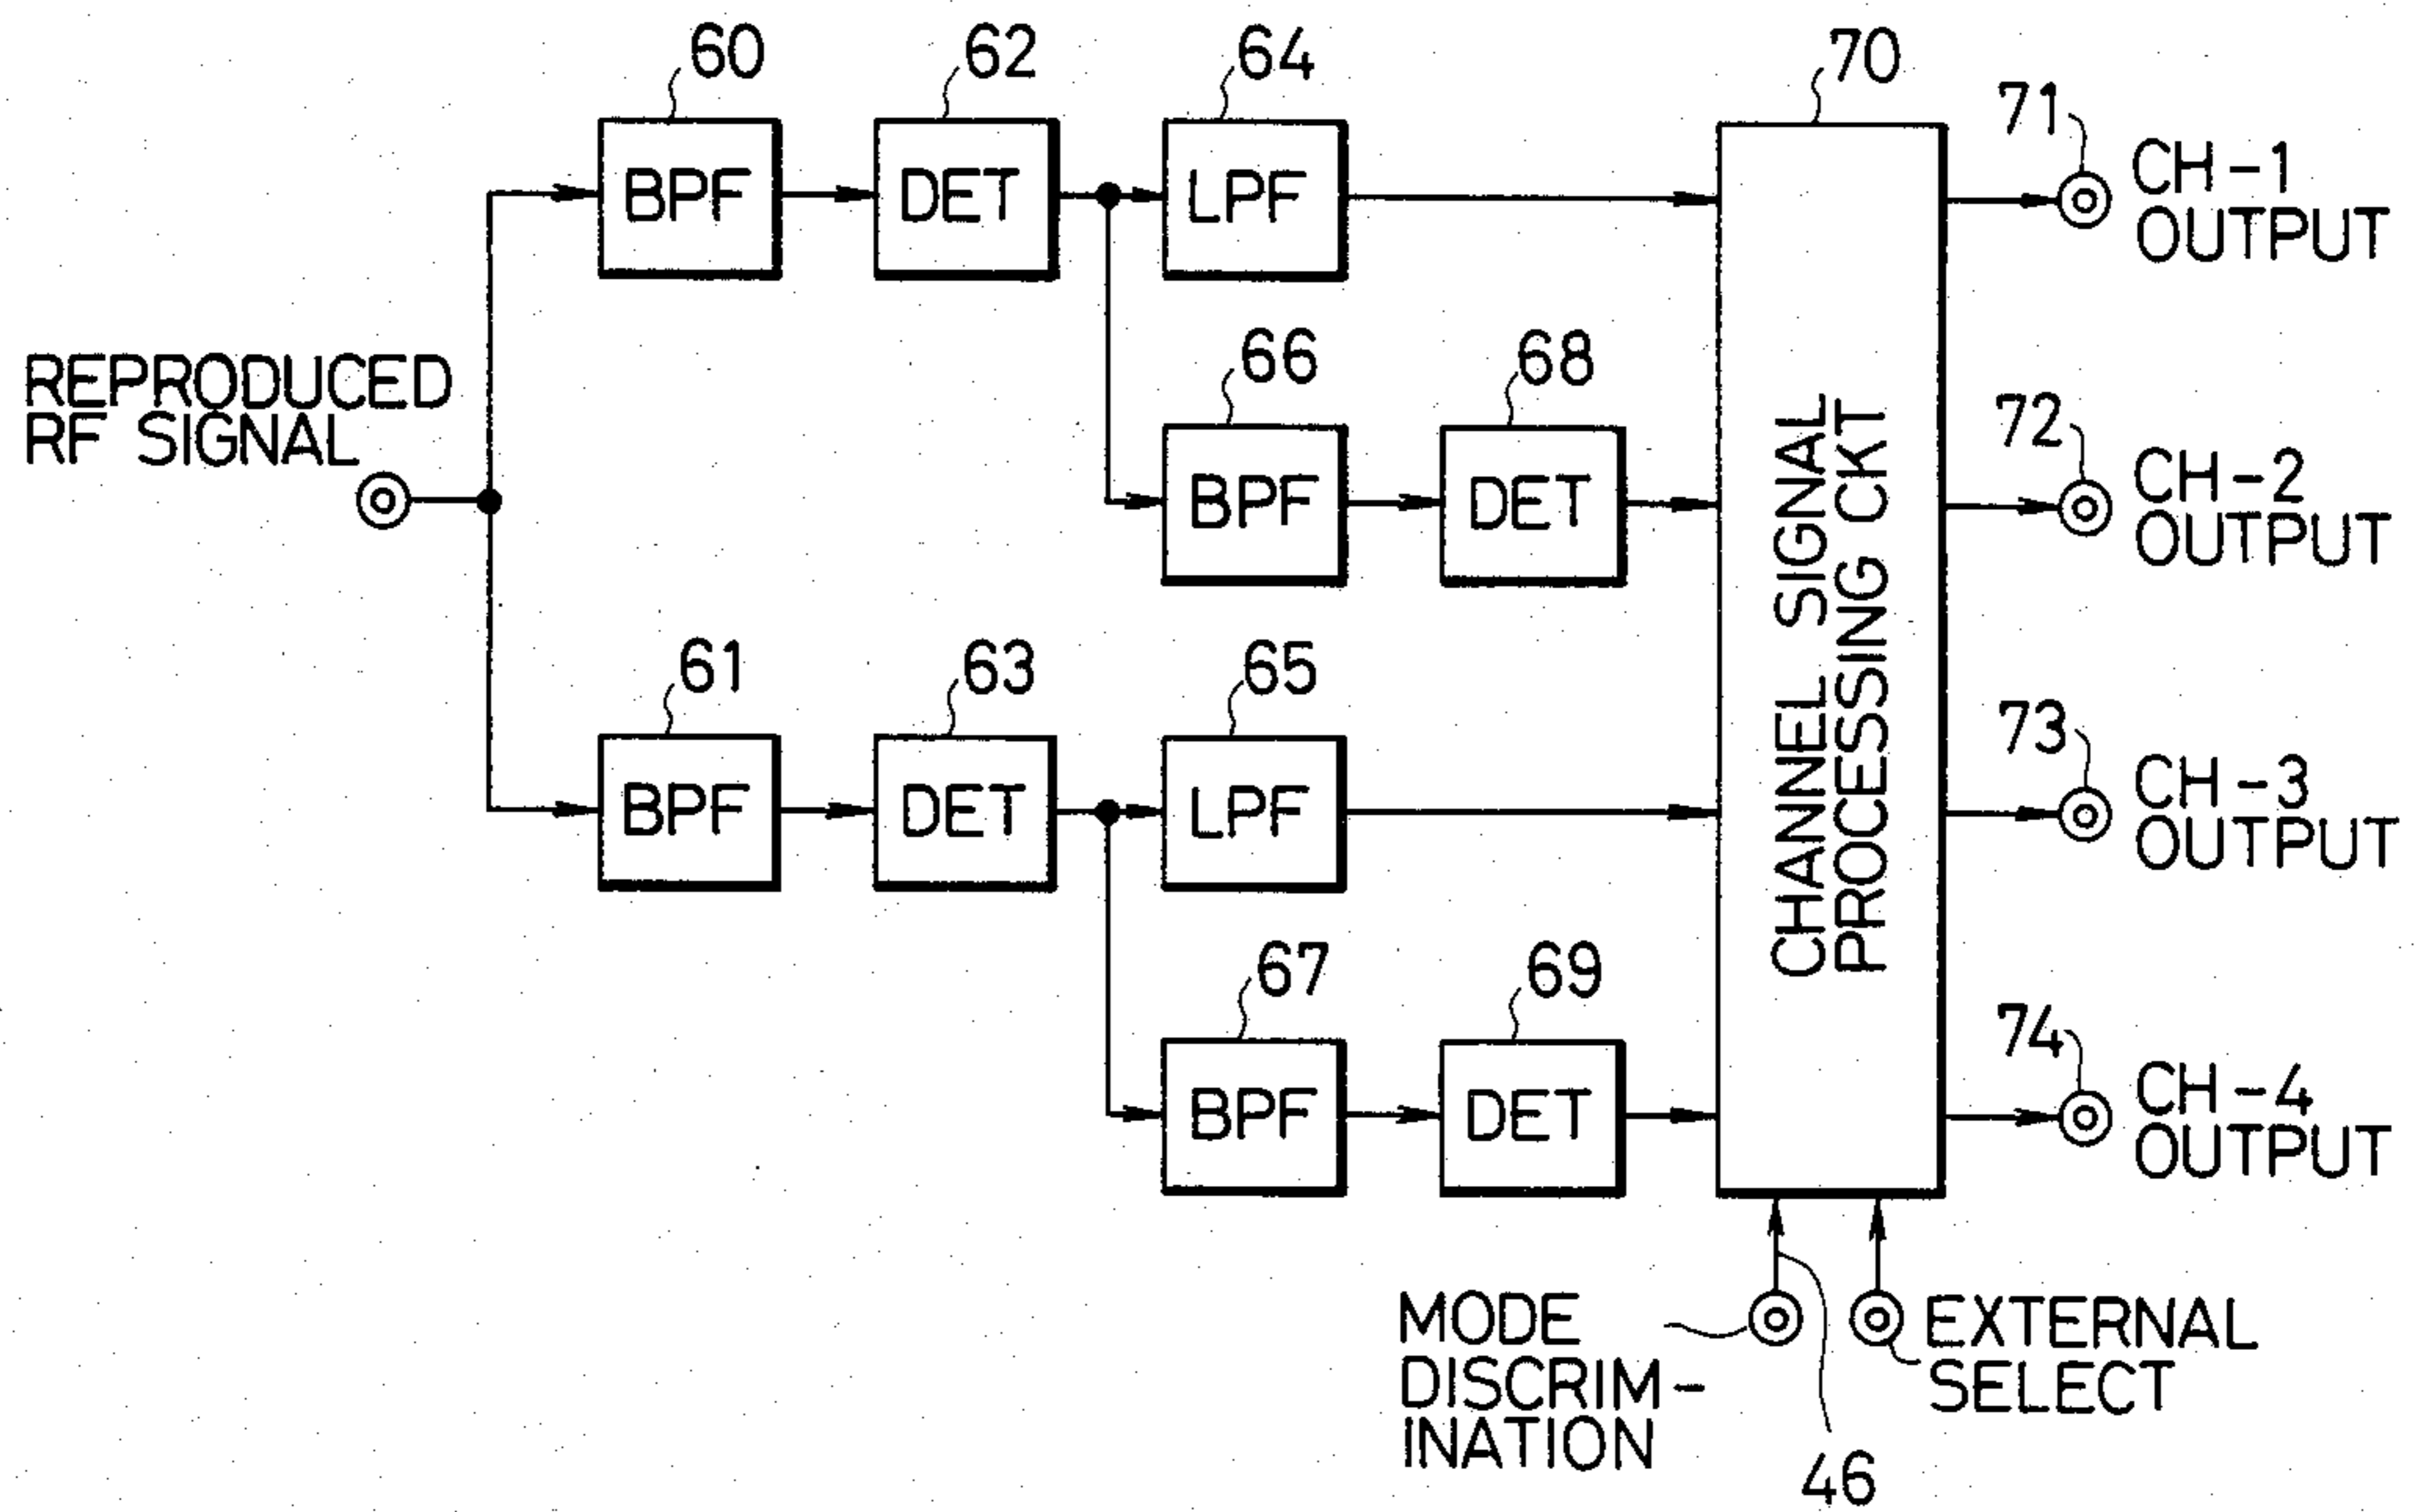 60
62
64
70
71
BPF
DET
LPF
CH-1
OUTPUT
REPRODUCED
RF SIGNAL
66
68
72
BPF
DET
CH-2
OUTPUT
CHANNEL SIGNAL
PROCESSING CKT
61
63
65
73
BPF
DET
LPF
CH-3
OUTPUT
67
69
74
BPF
DET
CH-4
OUTPUT
MODE
DISCRIM-
INATION
EXTERNAL
SELECT
46